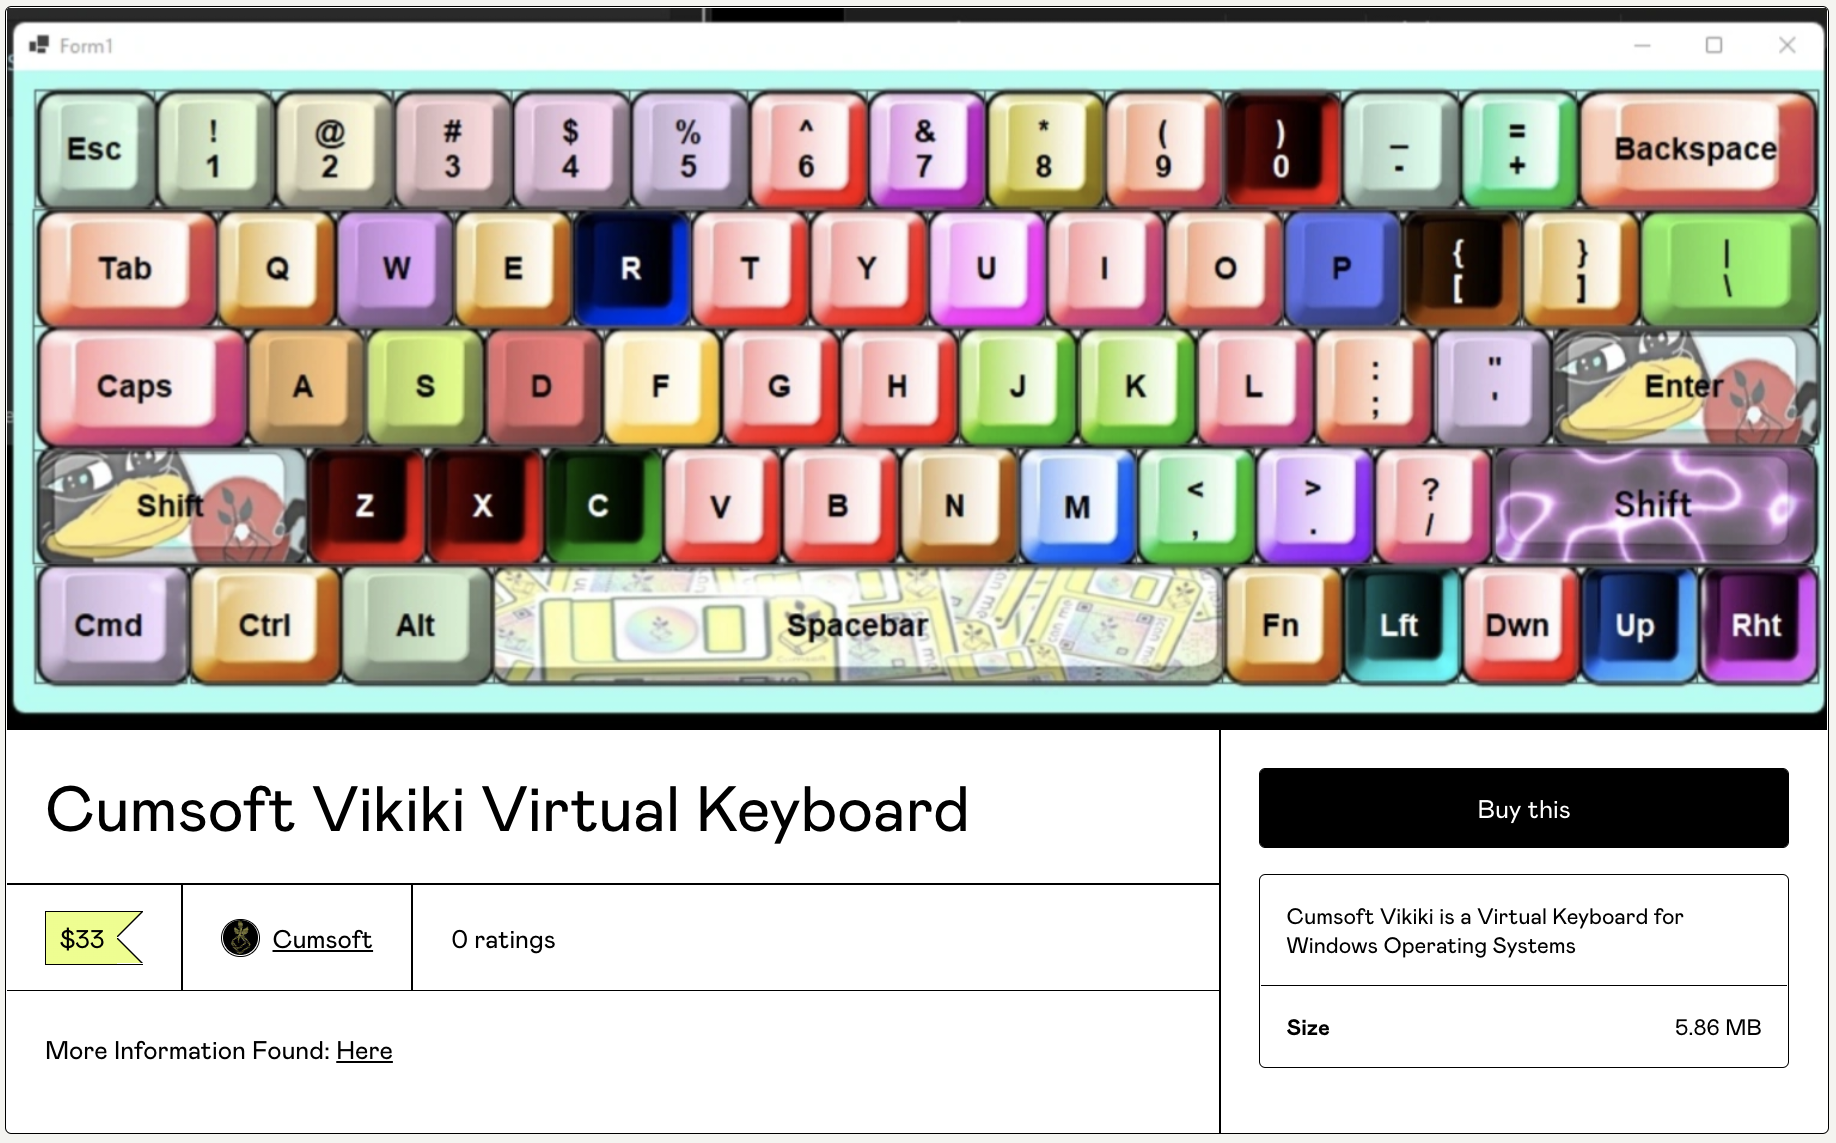 Form1
Esc ! 1 @ 2 # 3 $ 4 % 5 ^ 6 & 7 * 8 ( 9 ) 0 _ - = + Backspace
Tab Q W E R T Y U I O P { [ } ] | \
Caps A S D F G H J K L : ; " ' Enter
Shift Z X C V B N M < , > . ? / Shift
Cmd Ctrl Alt Spacebar Fn Lft Dwn Up Rht
Cumsoft Vikiki Virtual Keyboard
$33
Cumsoft
0 ratings
More Information Found: Here
Buy this
Cumsoft Vikiki is a Virtual Keyboard for
Windows Operating Systems
Size 5.86 MB